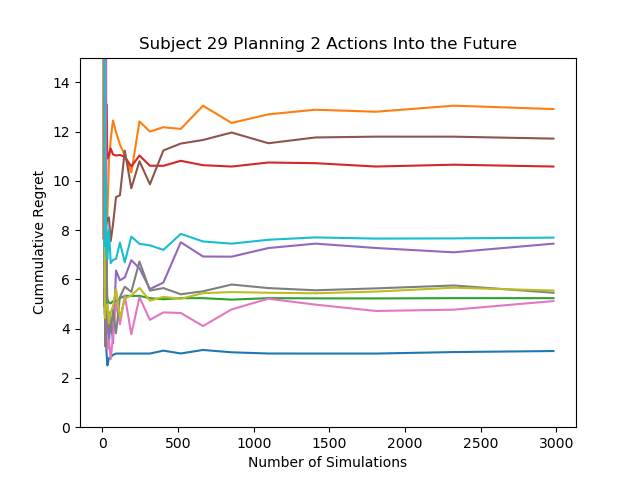 Subject 29 Planning 2 Actions Into the Future
14
12
10
8
6
4
2
0
Cummulative Regret
0 500 1000 1500 2000 2500 3000
Number of Simulations